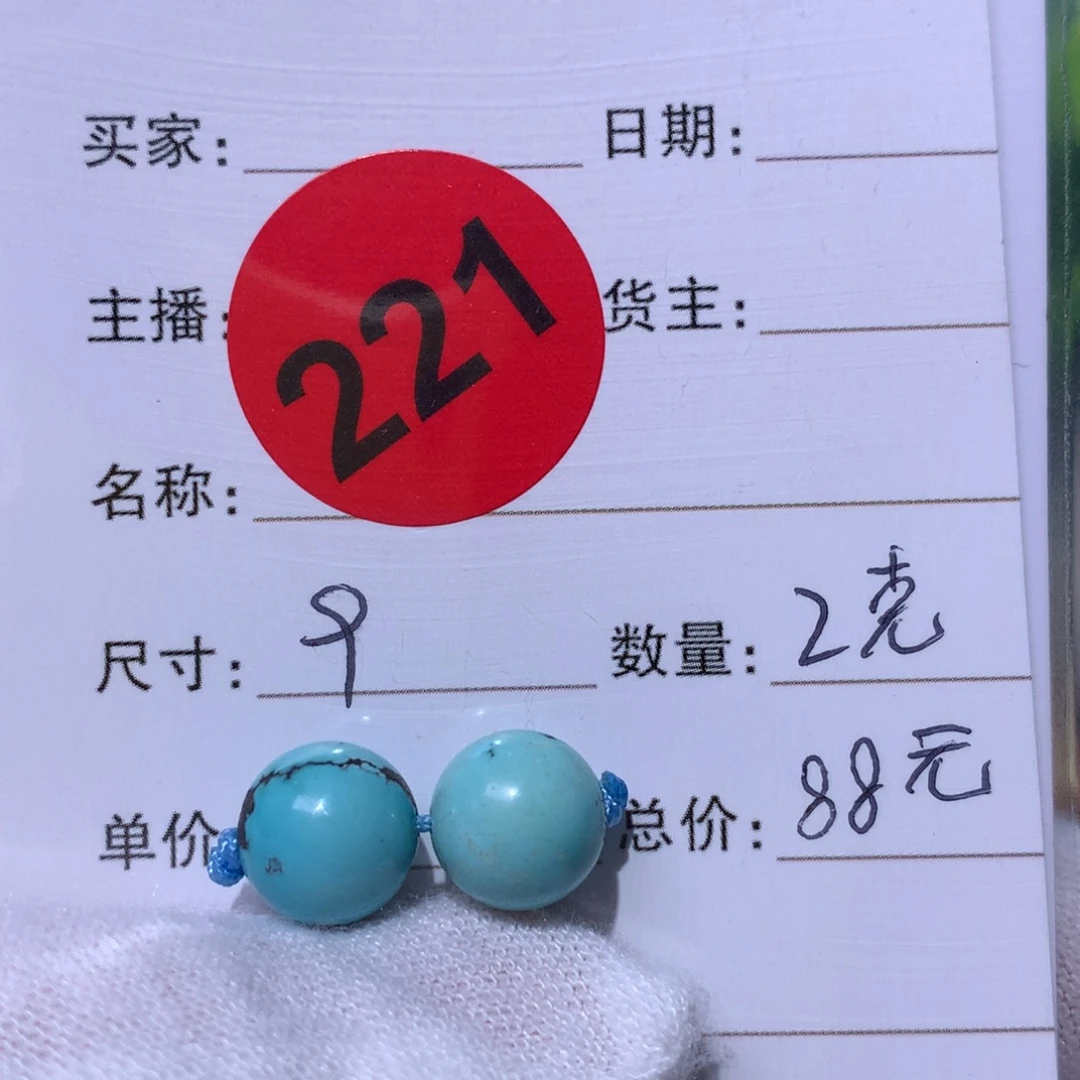 买家： 日期：
主播： 货主：
221
名称：
尺寸：9 数量：2克
单价 总价：88元